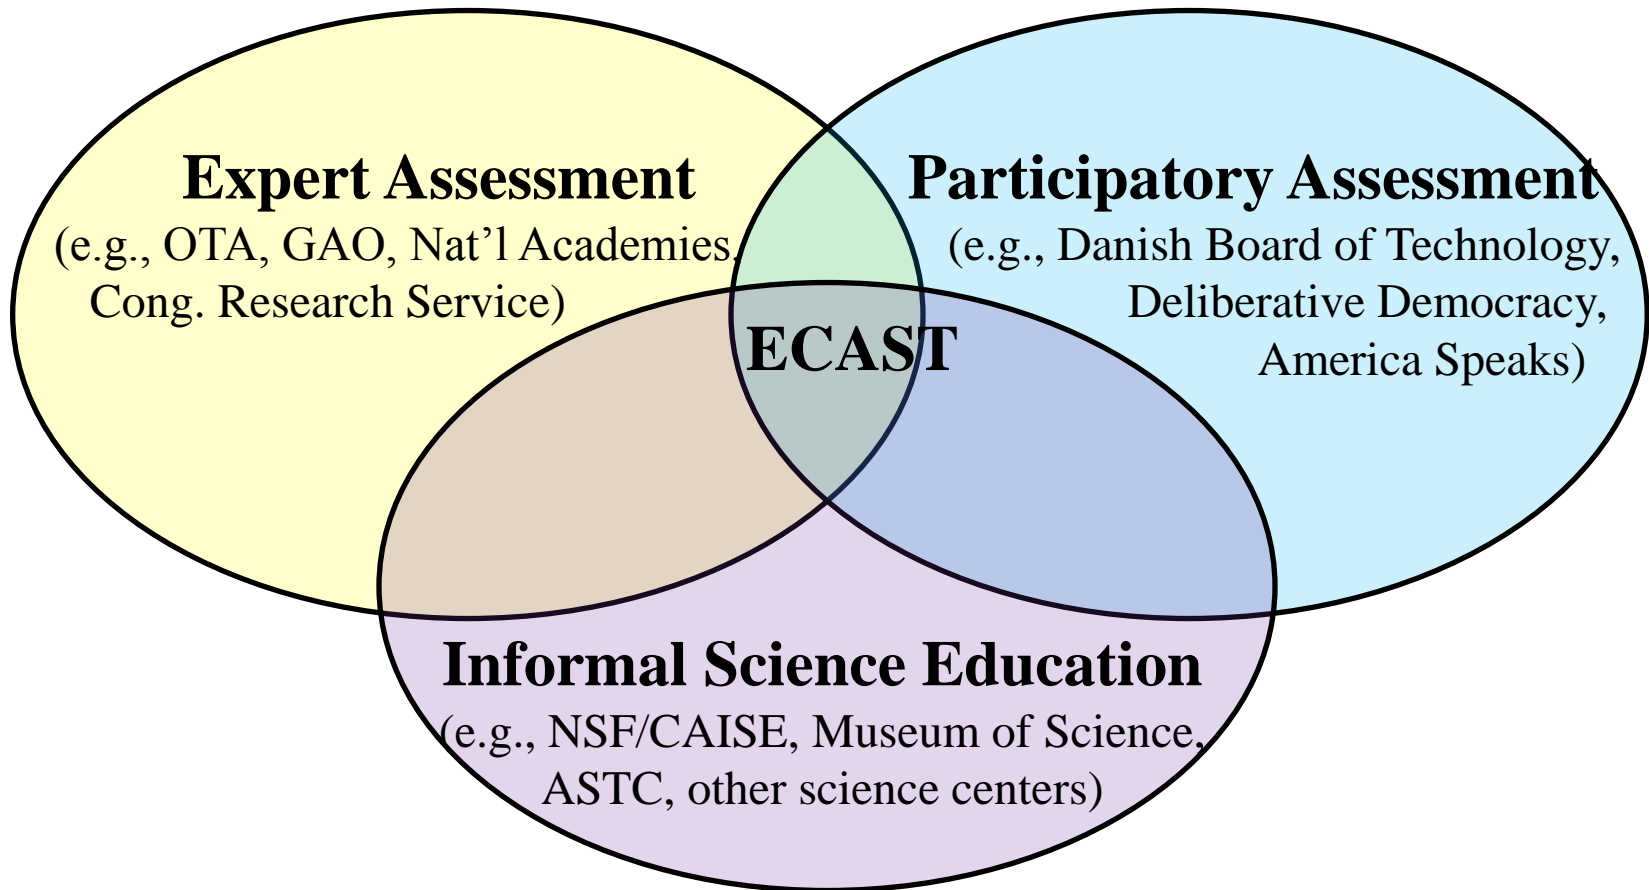 Expert Assessment
(e.g., OTA, GAO, Nat’l Academies,
Cong. Research Service)
Participatory Assessment
(e.g., Danish Board of Technology,
Deliberative Democracy,
America Speaks)
ECAST
Informal Science Education
(e.g., NSF/CAISE, Museum of Science,
ASTC, other science centers)